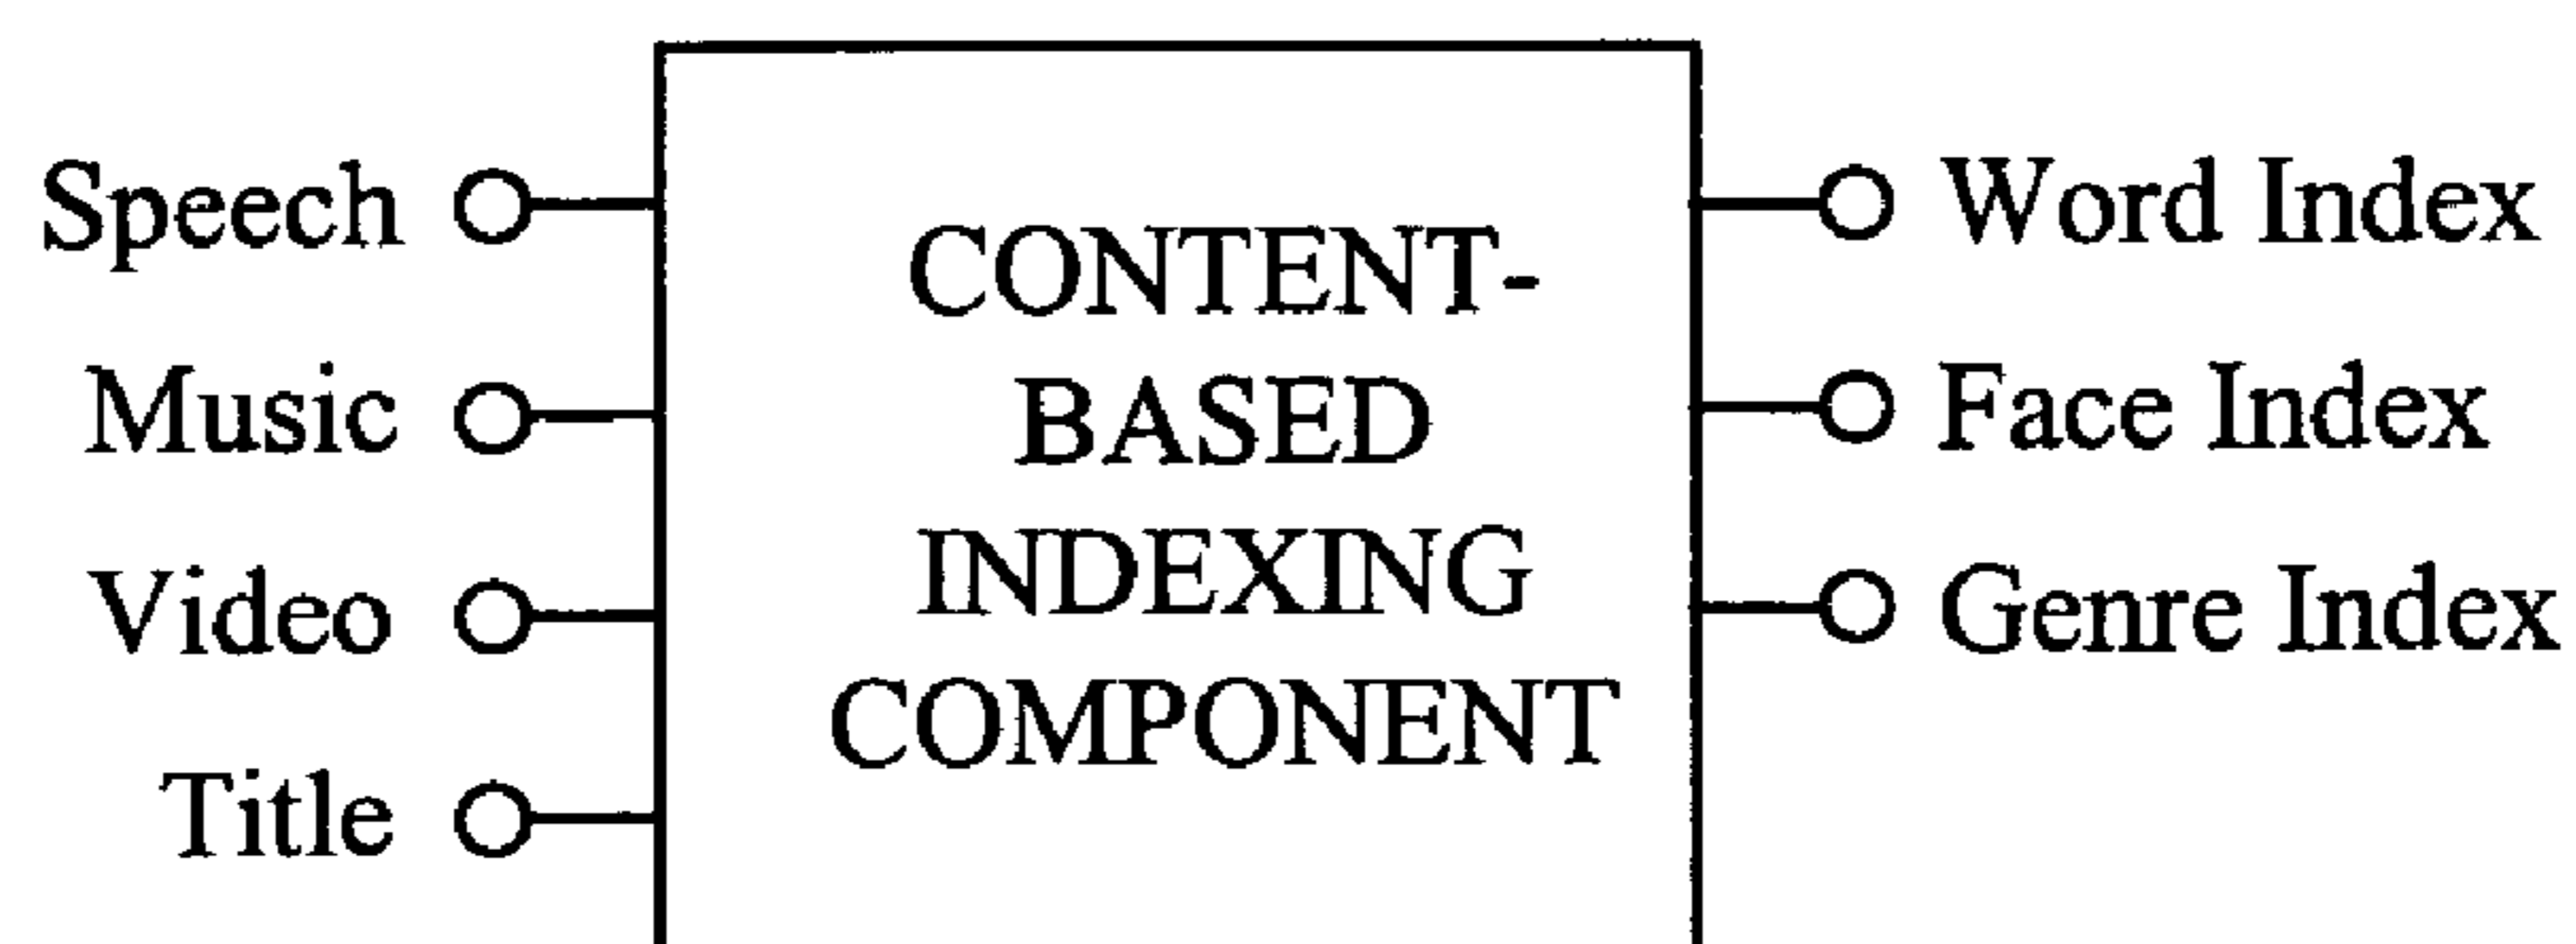 Speech
Music
Video
Title
CONTENT-
BASED
INDEXING
COMPONENT
Word Index
Face Index
Genre Index